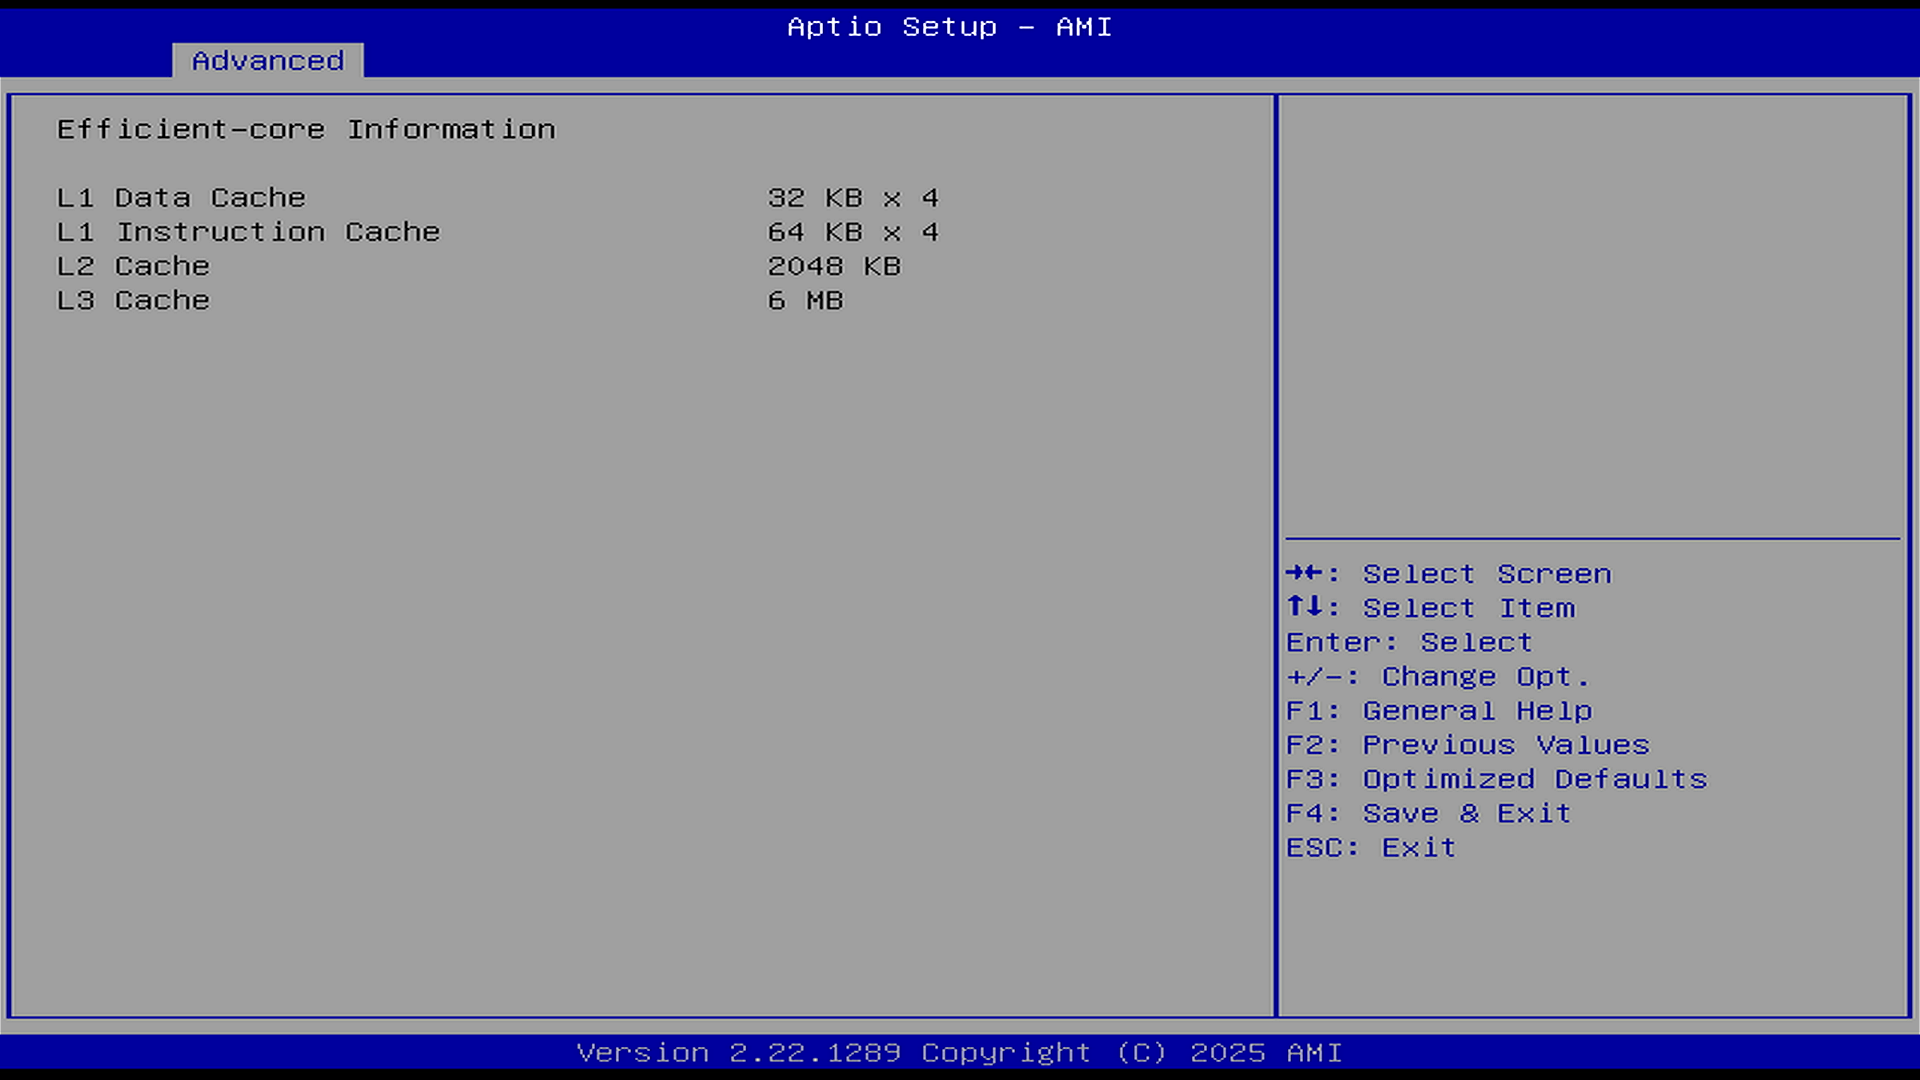 Aptio Setup - AMI
Advanced
Efficient-core Information
L1 Data Cache 32 KB x 4
L1 Instruction Cache 64 KB x 4
L2 Cache 2048 KB
L3 Cache 6 MB
→←: Select Screen
↑↓: Select Item
Enter: Select
+/-: Change Opt.
F1: General Help
F2: Previous Values
F3: Optimized Defaults
F4: Save & Exit
ESC: Exit
Version 2.22.1289 Copyright (C) 2025 AMI